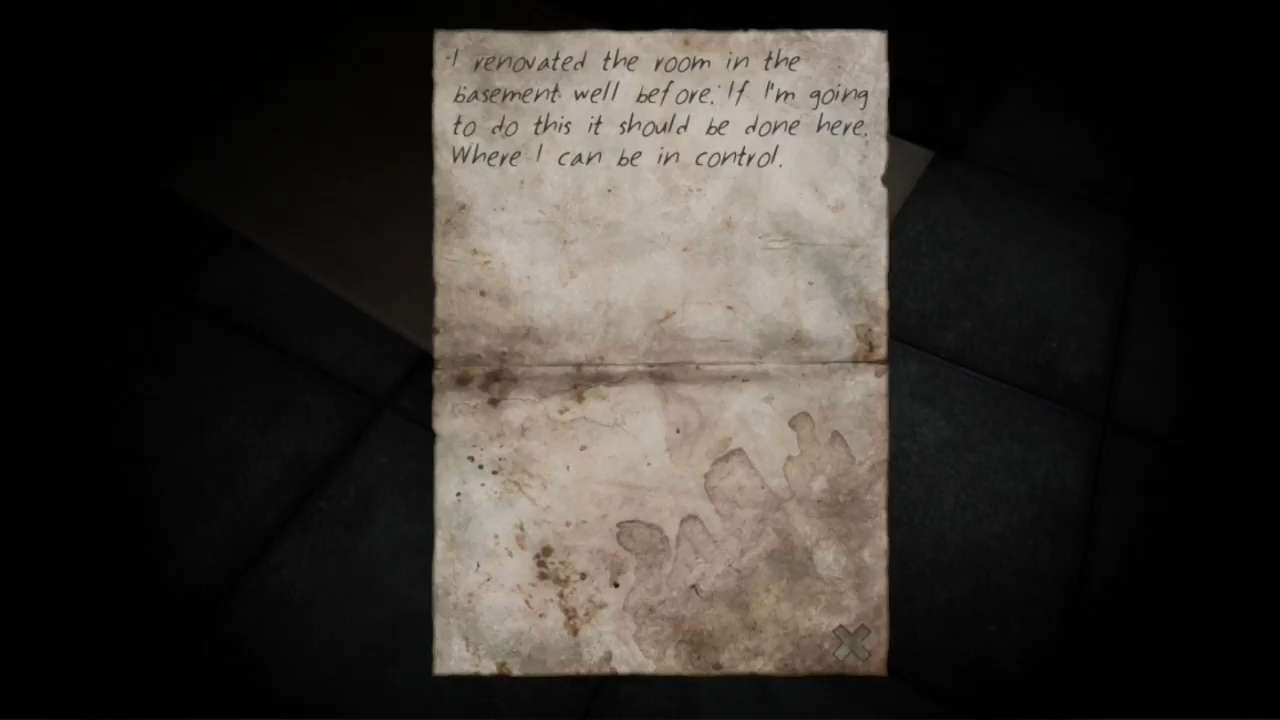 I renovated the room in the
basement well before. If I'm going
to do this it should be done here.
Where I can be in control.